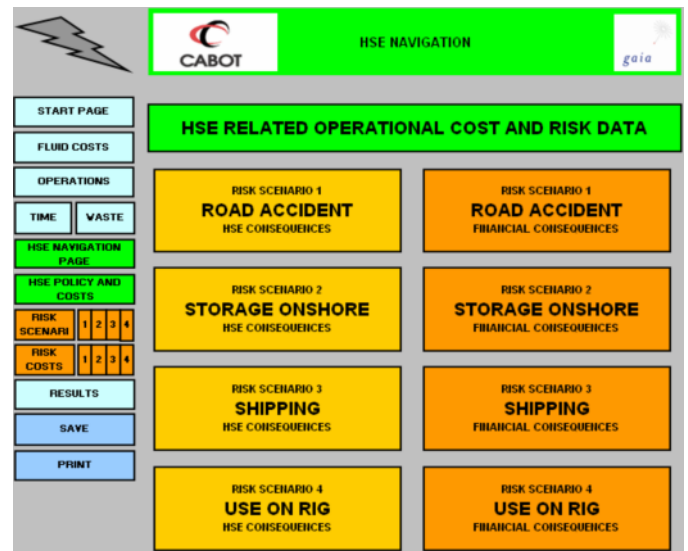 CABOT
HSE NAVIGATION
gaia
START PAGE
FLUID COSTS
OPERATIONS
TIME
WASTE
HSE NAVIGATION
PAGE
HSE POLICY AND
COSTS
RISK
SCENARI
1 2 3 4
RISK
COSTS
1 2 3 4
RESULTS
SAVE
PRINT
HSE RELATED OPERATIONAL COST AND RISK DATA
RISK SCENARIO 1
ROAD ACCIDENT
HSE CONSEQUENCES
RISK SCENARIO 1
ROAD ACCIDENT
FINANCIAL CONSEQUENCES
RISK SCENARIO 2
STORAGE ONSHORE
HSE CONSEQUENCES
RISK SCENARIO 2
STORAGE ONSHORE
FINANCIAL CONSEQUENCES
RISK SCENARIO 3
SHIPPING
HSE CONSEQUENCES
RISK SCENARIO 3
SHIPPING
FINANCIAL CONSEQUENCES
RISK SCENARIO 4
USE ON RIG
HSE CONSEQUENCES
RISK SCENARIO 4
USE ON RIG
FINANCIAL CONSEQUENCES